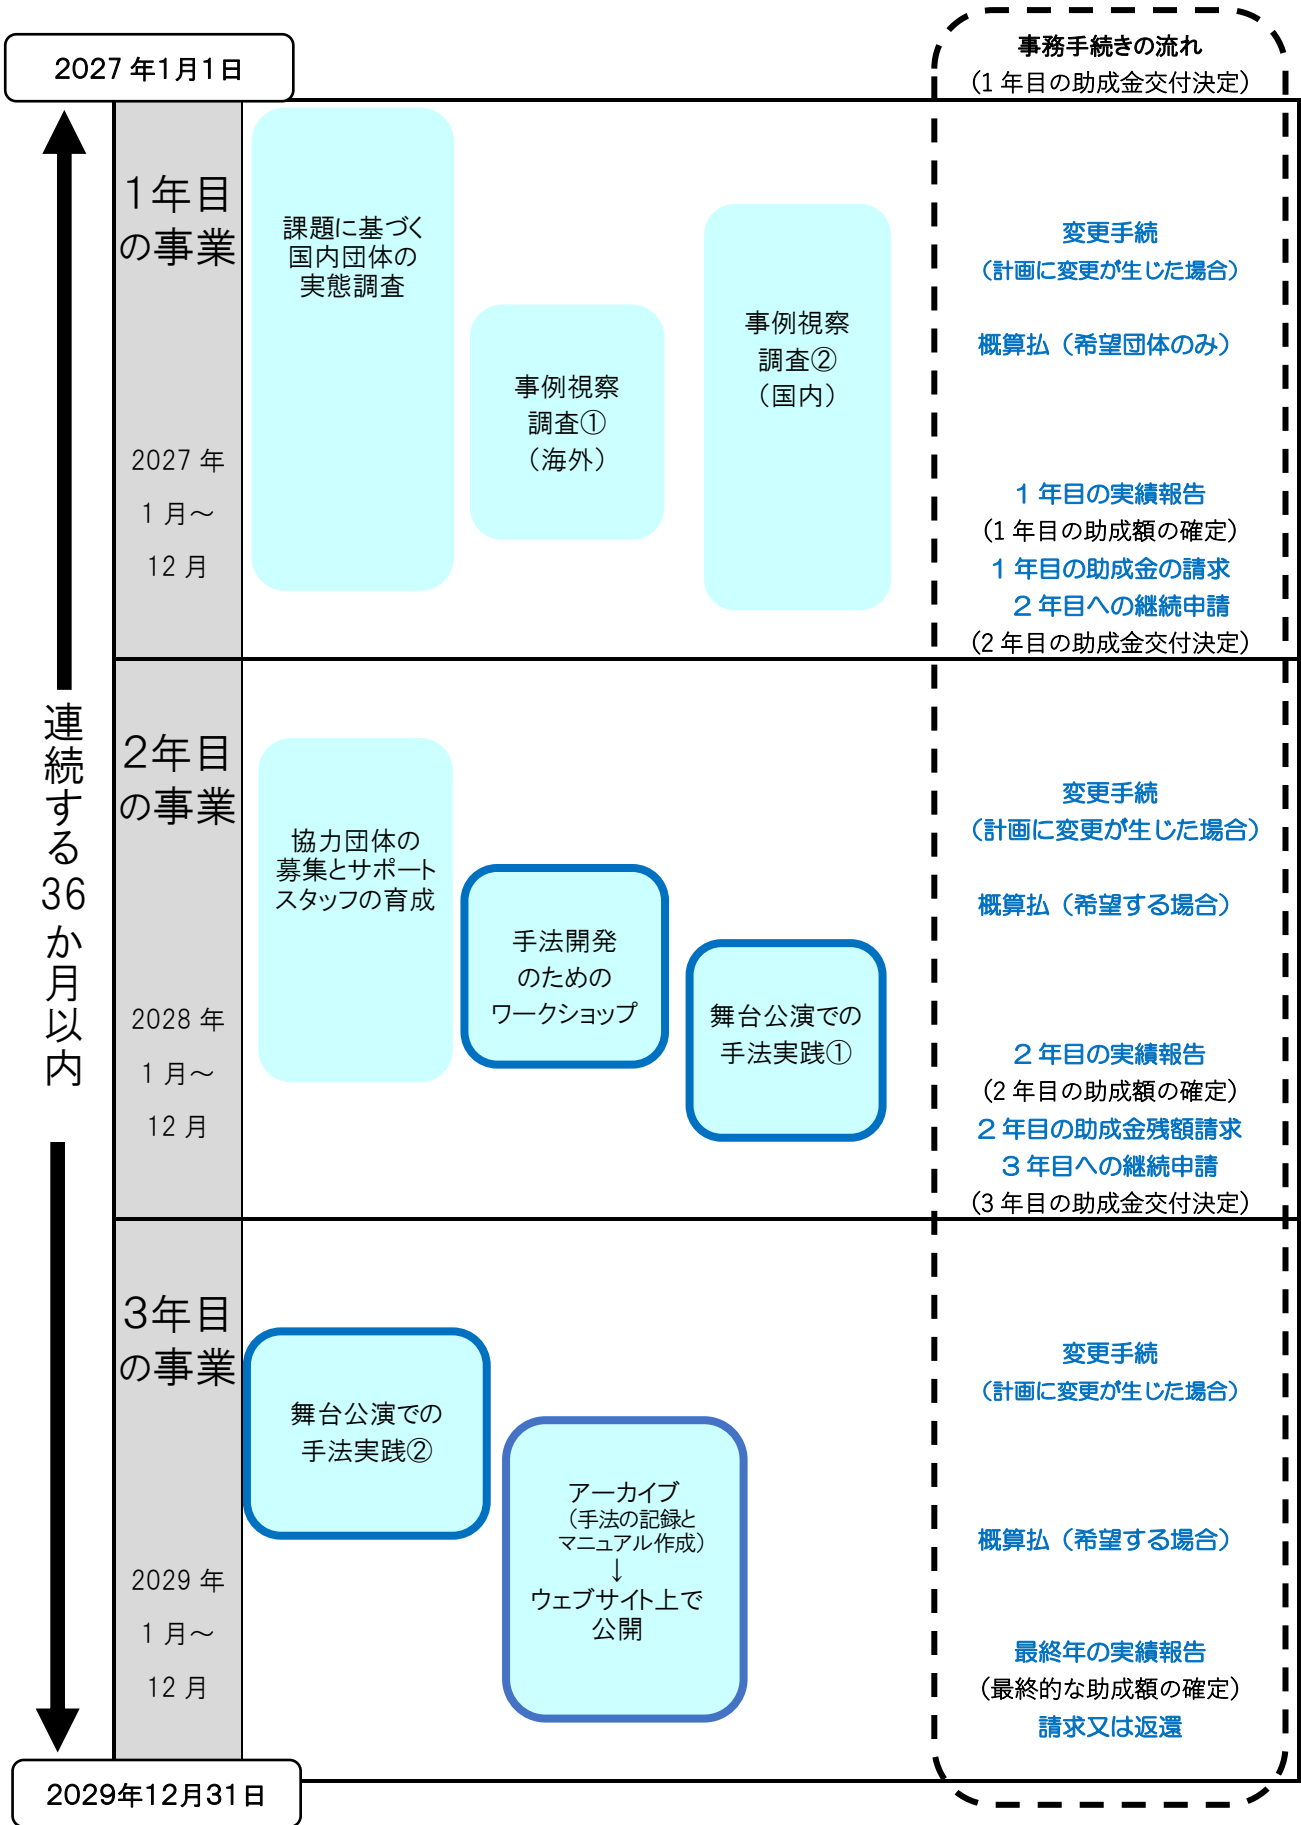 2027年1月1日
事務手続きの流れ
(1年目の助成金交付決定)
連続する36か月以内
1年目
の事業
2027年
1月～
12月
課題に基づく
国内団体の
実態調査
事例視察
調査①
（海外）
事例視察
調査②
（国内）
変更手続
（計画に変更が生じた場合）
概算払（希望団体のみ）
1年目の実績報告
(1年目の助成額の確定)
1年目の助成金の請求
2年目への継続申請
(2年目の助成金交付決定)
2年目
の事業
2028年
1月～
12月
協力団体の
募集とサポート
スタッフの育成
手法開発
のための
ワークショップ
舞台公演での
手法実践①
変更手続
（計画に変更が生じた場合）
概算払（希望する場合）
2年目の実績報告
(2年目の助成額の確定)
2年目の助成金残額請求
3年目への継続申請
(3年目の助成金交付決定)
3年目
の事業
2029年
1月～
12月
舞台公演での
手法実践②
アーカイブ
（手法の記録と
マニュアル作成）
↓
ウェブサイト上で
公開
変更手続
（計画に変更が生じた場合）
概算払（希望する場合）
最終年の実績報告
(最終的な助成額の確定)
請求又は返還
2029年12月31日